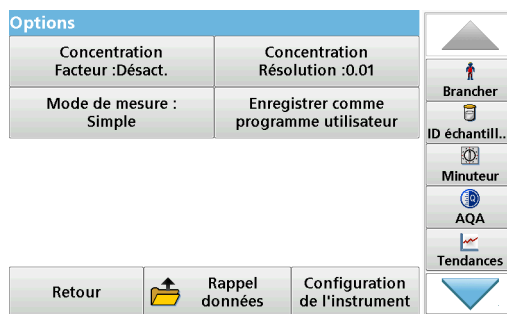 Options
Concentration
Facteur :Désact.
Concentration
Résolution :0.01
Mode de mesure :
Simple
Enregistrer comme
programme utilisateur
Brancher
ID échantill..
Minuteur
AQA
Tendances
Retour
Rappel
données
Configuration
de l'instrument